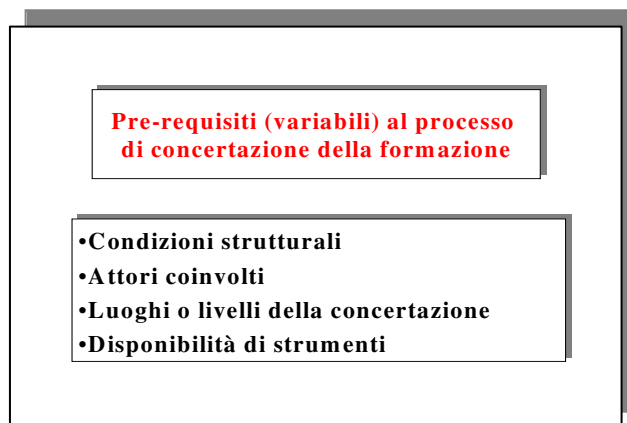 Pre-requisiti (variabili) al processo
di concertazione della formazione
•Condizioni strutturali
•Attori coinvolti
•Luoghi o livelli della concertazione
•Disponibilità di strumenti